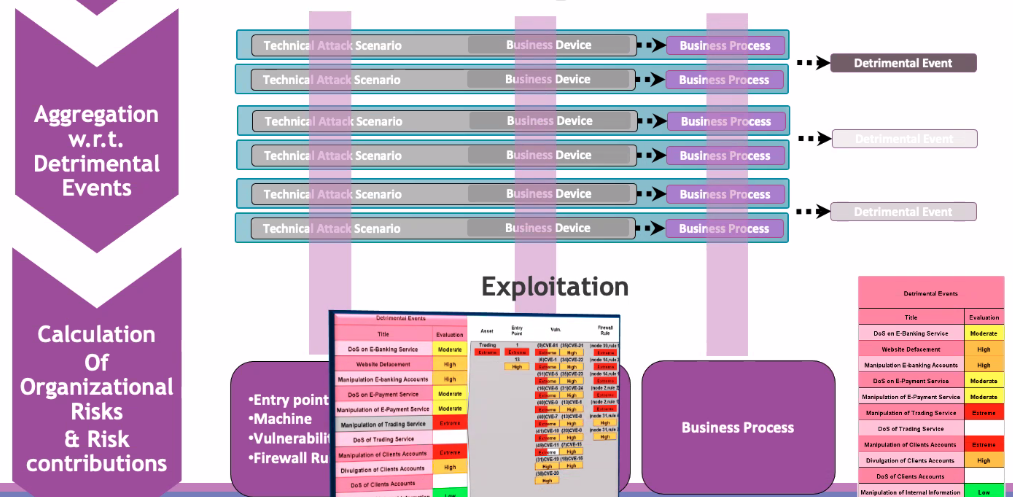 Aggregation
w.r.t.
Detrimental
Events
Technical Attack Scenario Business Device Business Process
Technical Attack Scenario Business Device Business Process
Detrimental Event
Technical Attack Scenario Business Device Business Process
Technical Attack Scenario Business Device Business Process
Detrimental Event
Technical Attack Scenario Business Device Business Process
Technical Attack Scenario Business Device Business Process
Detrimental Event
Calculation
Of
Organizational
Risks
& Risk
contributions
Exploitation
•Entry point
•Machine
•Vulnerabilit
•Firewall Ru
Detrimental Events
Title Evaluation
DoS on E-Banking Service Moderate
Website Defacement High
Manipulation E-banking Accounts High
DoS on E-Payment Service Moderate
Manipulation of E-Payment Service Moderate
Manipulation of Trading Service Extreme
DoS of Trading Service
Manipulation of Clients Accounts Extreme
Divulgation of Clients Accounts High
DoS of Clients Accounts
Low
Asset Entry Point Vuln. Firewall Rule
Trading 1
Extreme Extreme Extreme High Extreme
13
High
Business Process
Detrimental Events
Title Evaluation
DoS on E-Banking Service Moderate
Website Defacement High
Manipulation E-banking Accounts High
DoS on E-Payment Service Moderate
Manipulation of E-Payment Service Moderate
Manipulation of Trading Service Extreme
DoS of Trading Service
Manipulation of Clients Accounts Extreme
Divulgation of Clients Accounts High
DoS of Clients Accounts
Manipulation of Internal Information Low